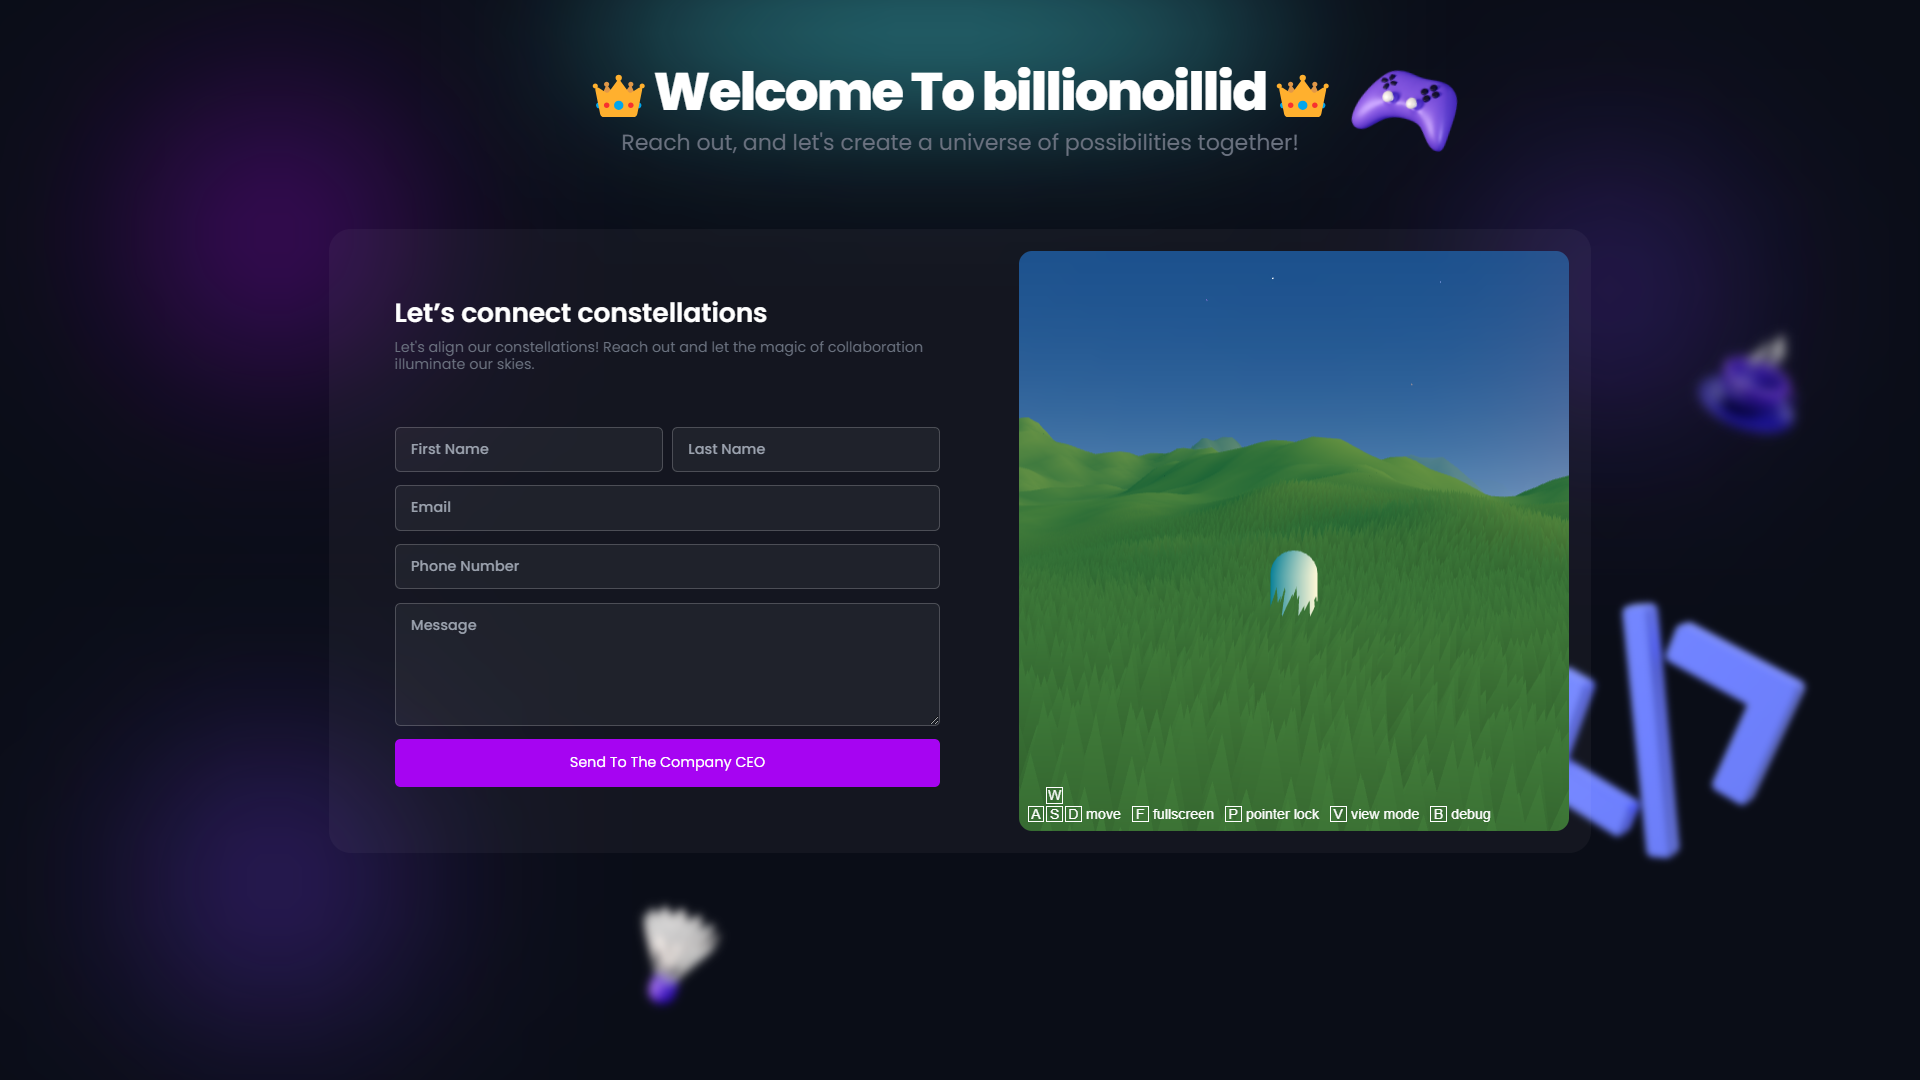 👑 Welcome To billionoillid 👑
Reach out, and let's create a universe of possibilities together!
Let’s connect constellations
Let's align our constellations! Reach out and let the magic of collaboration
illuminate our skies.
First Name
Last Name
Email
Phone Number
Message
Send To The Company CEO
W
A S D move F fullscreen P pointer lock V view mode B debug